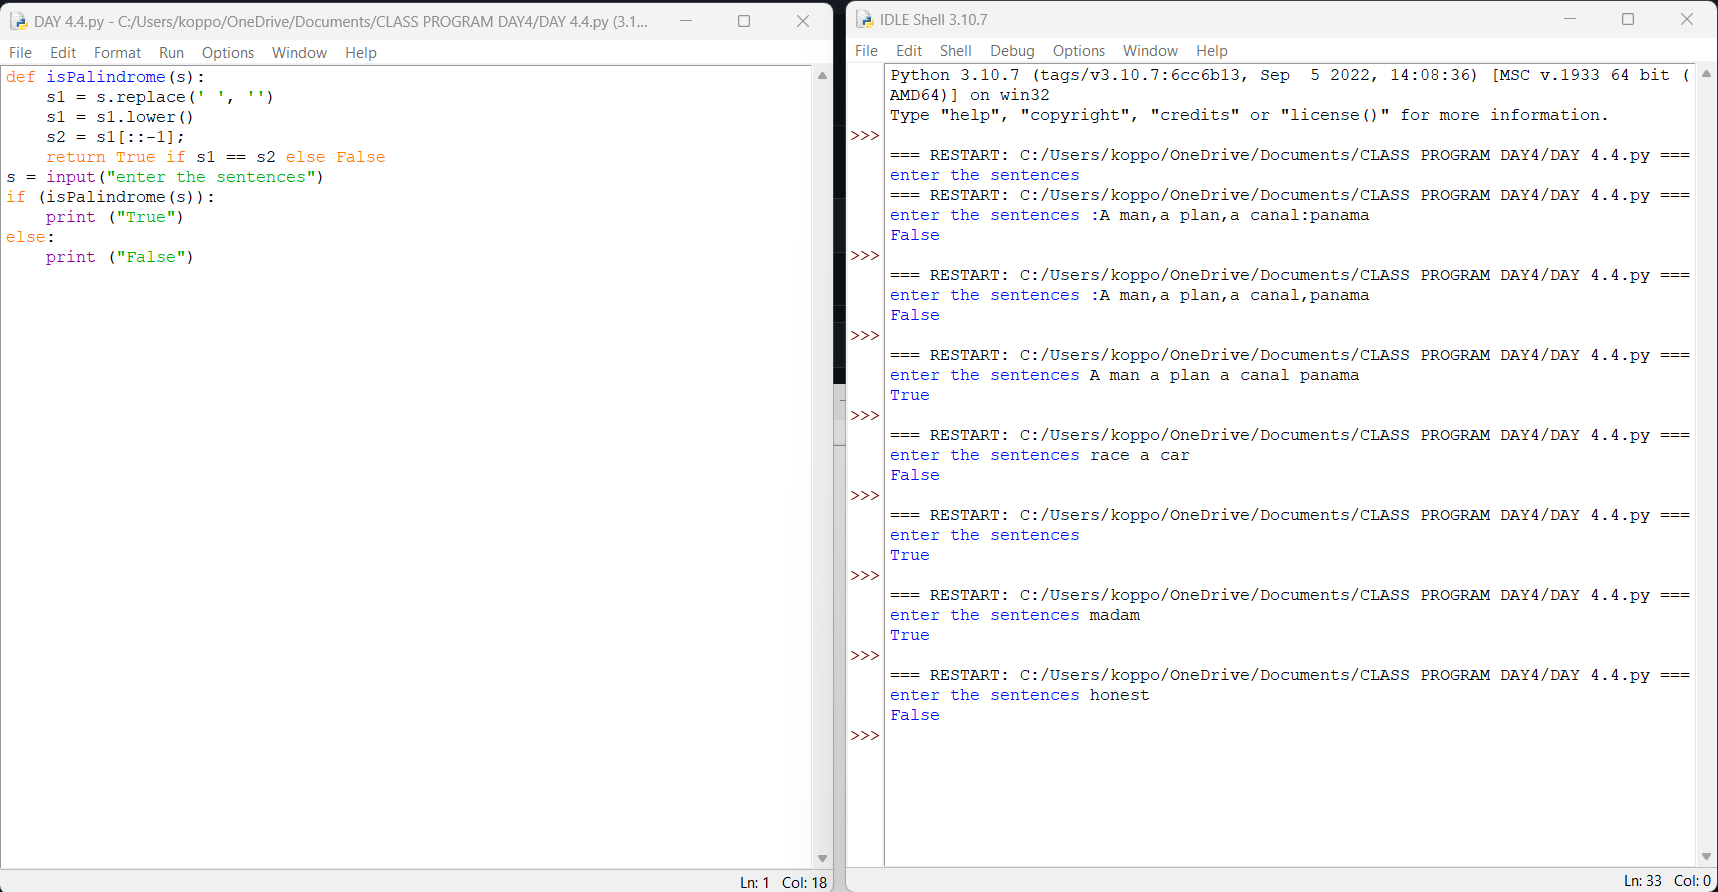 DAY 4.4.py - C:/Users/koppo/OneDrive/Documents/CLASS PROGRAM DAY4/DAY 4.4.py (3.1...
File Edit Format Run Options Window Help
def isPalindrome(s):
    s1 = s.replace(' ', '')
    s1 = s1.lower()
    s2 = s1[::-1];
    return True if s1 == s2 else False
s = input("enter the sentences")
if (isPalindrome(s)):
    print ("True")
else:
    print ("False")
Ln: 1 Col: 18
IDLE Shell 3.10.7
File Edit Shell Debug Options Window Help
Python 3.10.7 (tags/v3.10.7:6cc6b13, Sep  5 2022, 14:08:36) [MSC v.1933 64 bit (
AMD64)] on win32
Type "help", "copyright", "credits" or "license()" for more information.
>>>
=== RESTART: C:/Users/koppo/OneDrive/Documents/CLASS PROGRAM DAY4/DAY 4.4.py ===
enter the sentences
=== RESTART: C:/Users/koppo/OneDrive/Documents/CLASS PROGRAM DAY4/DAY 4.4.py ===
enter the sentences :A man,a plan,a canal:panama
False
>>>
=== RESTART: C:/Users/koppo/OneDrive/Documents/CLASS PROGRAM DAY4/DAY 4.4.py ===
enter the sentences :A man,a plan,a canal,panama
False
>>>
=== RESTART: C:/Users/koppo/OneDrive/Documents/CLASS PROGRAM DAY4/DAY 4.4.py ===
enter the sentences A man a plan a canal panama
True
>>>
=== RESTART: C:/Users/koppo/OneDrive/Documents/CLASS PROGRAM DAY4/DAY 4.4.py ===
enter the sentences race a car
False
>>>
=== RESTART: C:/Users/koppo/OneDrive/Documents/CLASS PROGRAM DAY4/DAY 4.4.py ===
enter the sentences
True
>>>
=== RESTART: C:/Users/koppo/OneDrive/Documents/CLASS PROGRAM DAY4/DAY 4.4.py ===
enter the sentences madam
True
>>>
=== RESTART: C:/Users/koppo/OneDrive/Documents/CLASS PROGRAM DAY4/DAY 4.4.py ===
enter the sentences honest
False
>>>
Ln: 33 Col: 0